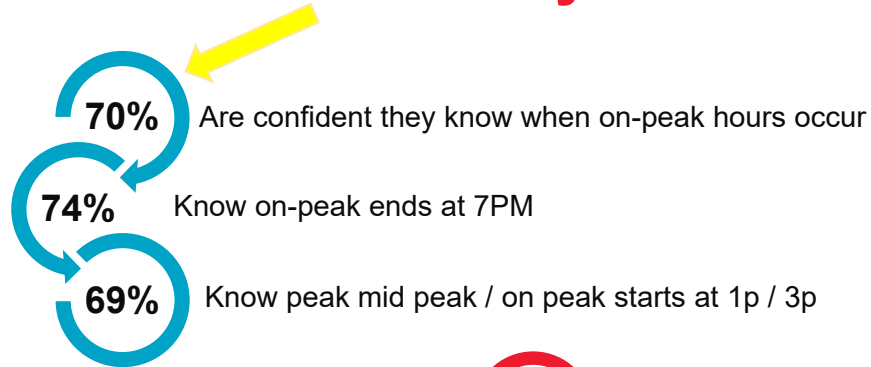 70% Are confident they know when on-peak hours occur
74% Know on-peak ends at 7PM
69% Know peak mid peak / on peak starts at 1p / 3p